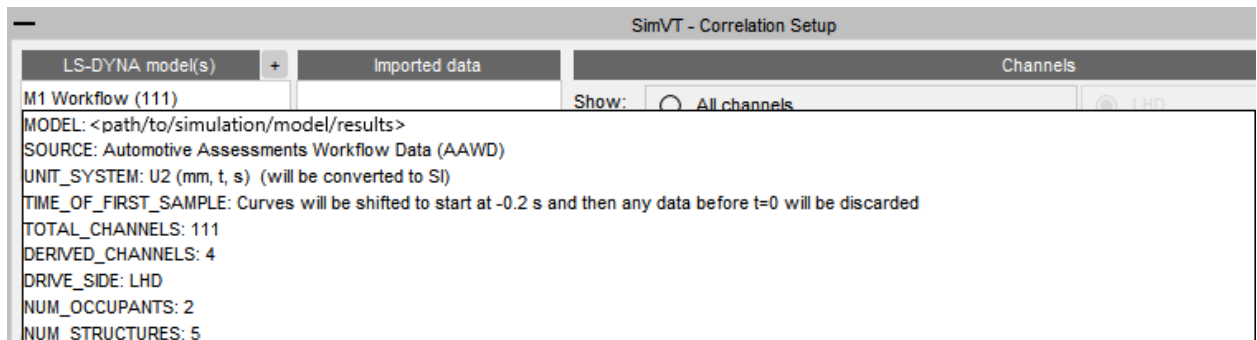 SimVT - Correlation Setup
LS-DYNA model(s) + Imported data Channels
M1 Workflow (111) Show: All channels LHD
MODEL: <path/to/simulation/model/results>
SOURCE: Automotive Assessments Workflow Data (AAWD)
UNIT_SYSTEM: U2 (mm, t, s) (will be converted to SI)
TIME_OF_FIRST_SAMPLE: Curves will be shifted to start at -0.2 s and then any data before t=0 will be discarded
TOTAL_CHANNELS: 111
DERIVED_CHANNELS: 4
DRIVE_SIDE: LHD
NUM_OCCUPANTS: 2
NUM_STRUCTURES: 5